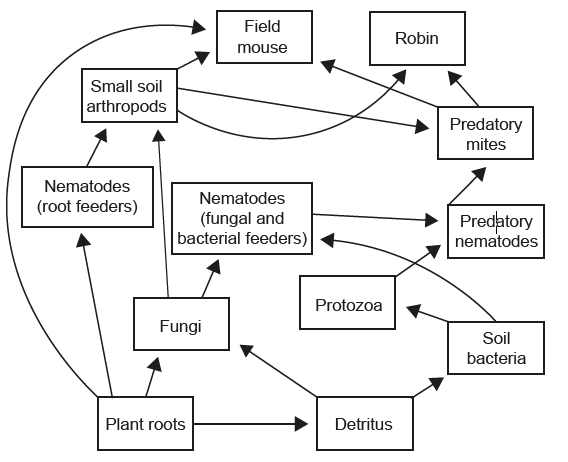 Field
mouse
Robin
Small soil
arthropods
Predatory
mites
Nematodes
(root feeders)
Nematodes
(fungal and
bacterial feeders)
Predatory
nematodes
Protozoa
Fungi
Soil
bacteria
Plant roots
Detritus